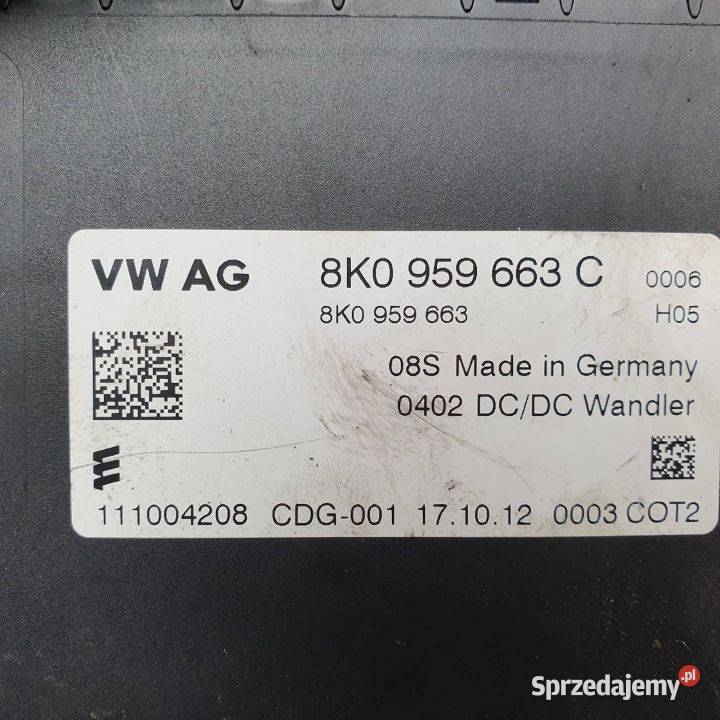 VW AG 8K0 959 663 C 0006
8K0 959 663 H05
08S Made in Germany
0402 DC/DC Wandler
111004208 CDG-001 17.10.12 0003 COT2
Sprzedajemy.pl